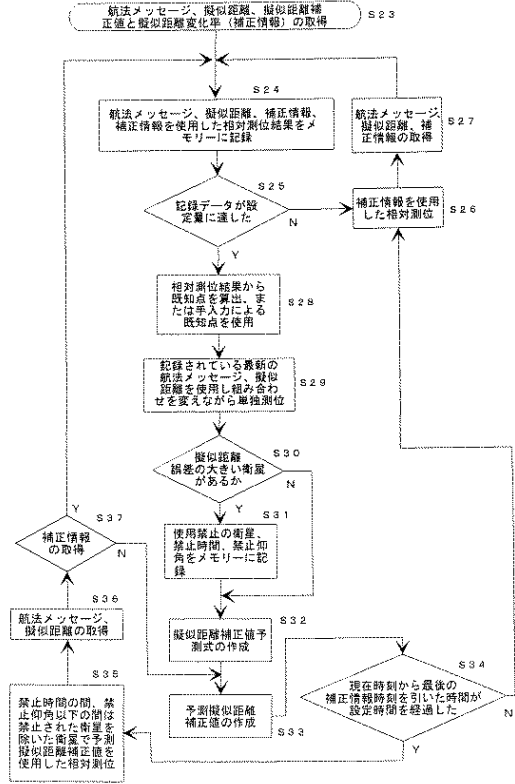 航法メッセージ、擬似距離、擬似距離補
正値と擬似距離変化率（補正情報）の取得
S23
S24
航法メッセージ、擬似距離、補正情報、
補正情報を使用した相対測位結果をメ
モリーに記録
航法メッセージ、
擬似距離、補
正情報の取得
S27
S25
記録データが設
定量に達した
N
Y
補正情報を使用
した相対測位
S26
相対測位結果から
既知点を算出、ま
たは手入力による
既知点を使用
S28
記録されている最新の
航法メッセージ、擬似
距離を使用し組み合わ
せを変えながら単独測位
S29
S30
擬似距離
誤差の大きい衛星
があるか
N
Y
S31
使用禁止の衛星、
禁止時間、禁止仰
角をメモリーに記
録
Y
S37
補正情報
の取得
N
S36
航法メッセージ、
擬似距離の取得
S32
擬似距離補正値予
測式の作成
S35
禁止時間の間、禁
止仰角以下の間は
禁止された衛星を
除いた衛星で予測
擬似距離補正値を
使用した相対測位
予測擬似距離
補正値の作成
S33
S34
現在時刻から最後の
補正情報時刻を引いた時間が
設定時間を経過した
N
Y